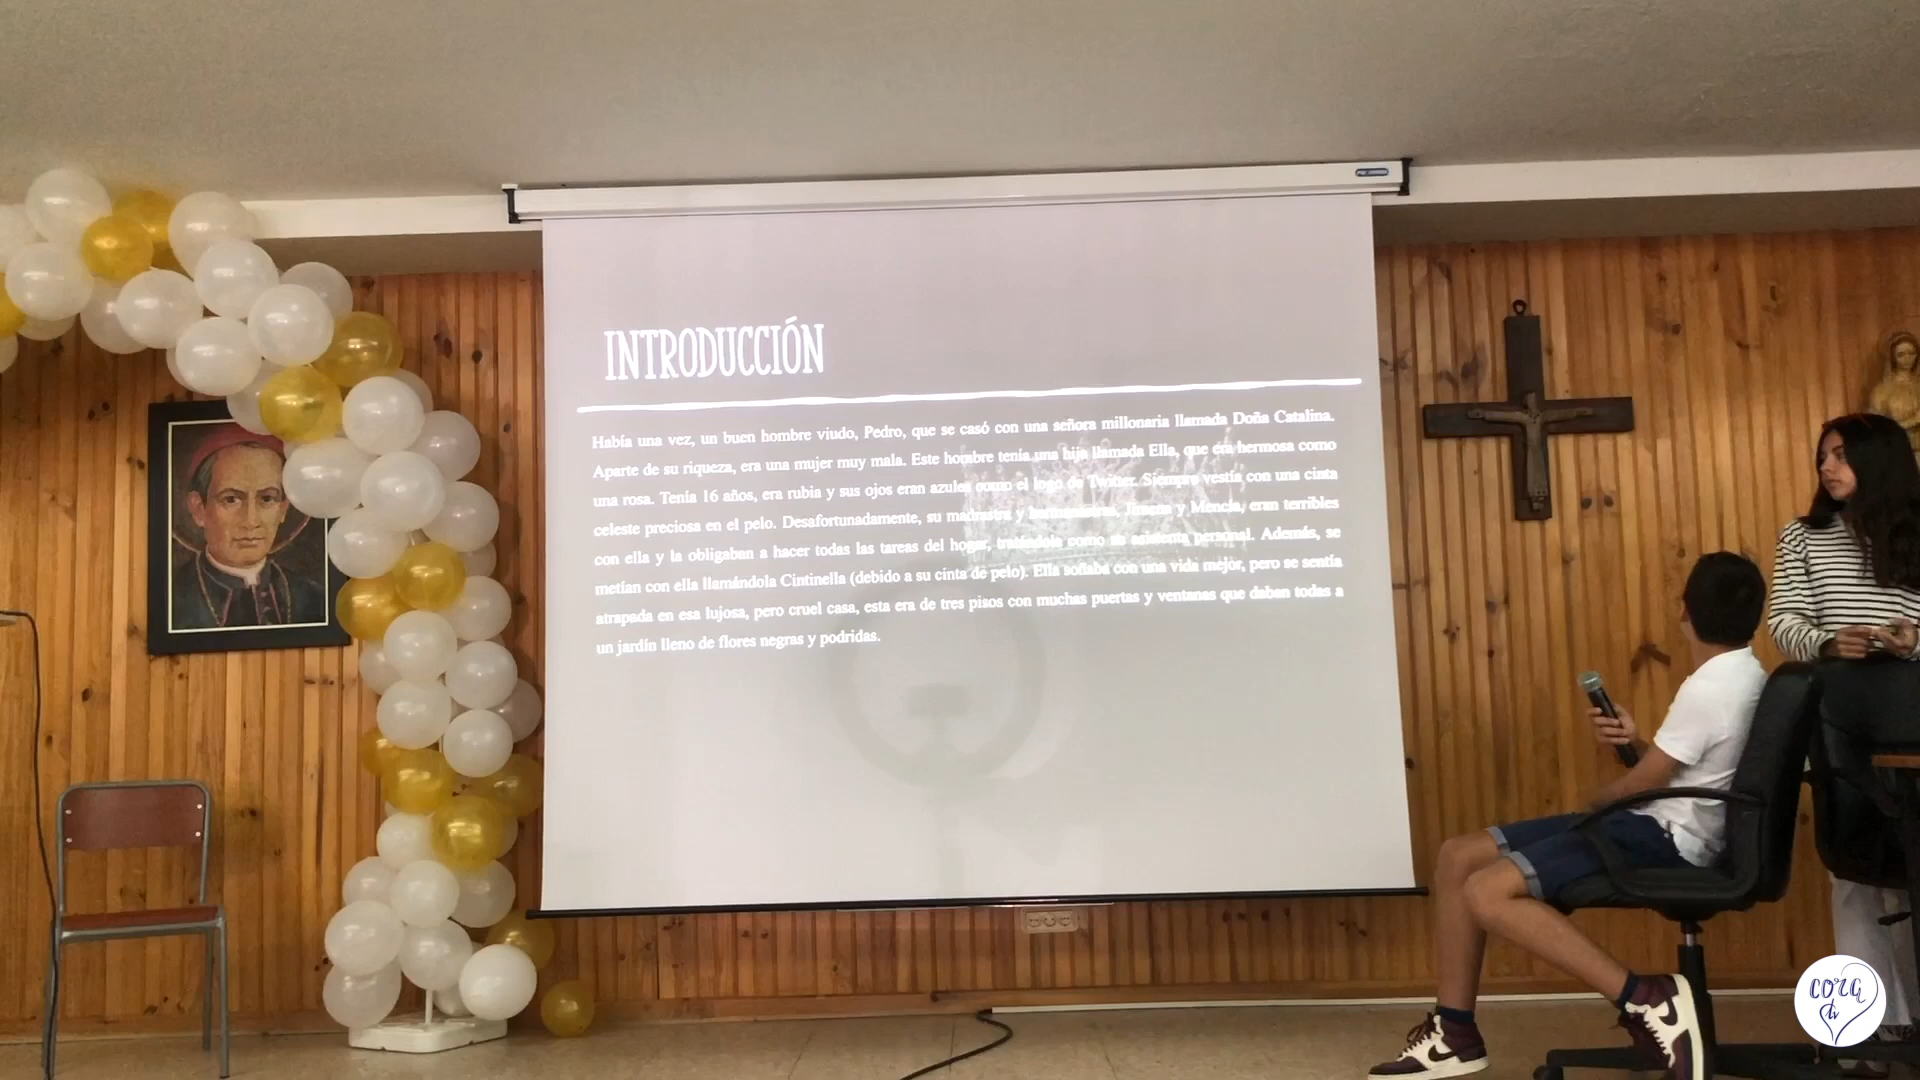 INTRODUCCIÓN
Había una vez, un buen hombre viudo, Pedro, que se casó con una señora millonaria llamada Doña Catalina.
Aparte de su riqueza, era una mujer muy mala. Este hombre tenía una hija llamada Ella, que era hermosa como
una rosa. Tenía 16 años, era rubia y sus ojos eran azules como el logo de Twitter. Siempre vestía con una cinta
celeste preciosa en el pelo. Desafortunadamente, su madrastra y hermanastras, Jimena y Mencía, eran terribles
con ella y la obligaban a hacer todas las tareas del hogar, tratándola como su asistenta personal. Además, se
metían con ella llamándola Cintinella (debido a su cinta de pelo). Ella soñaba con una vida mejor, pero se sentía
atrapada en esa lujosa, pero cruel casa, esta era de tres pisos con muchas puertas y ventanas que daban todas a
un jardín lleno de flores negras y podridas.
cora